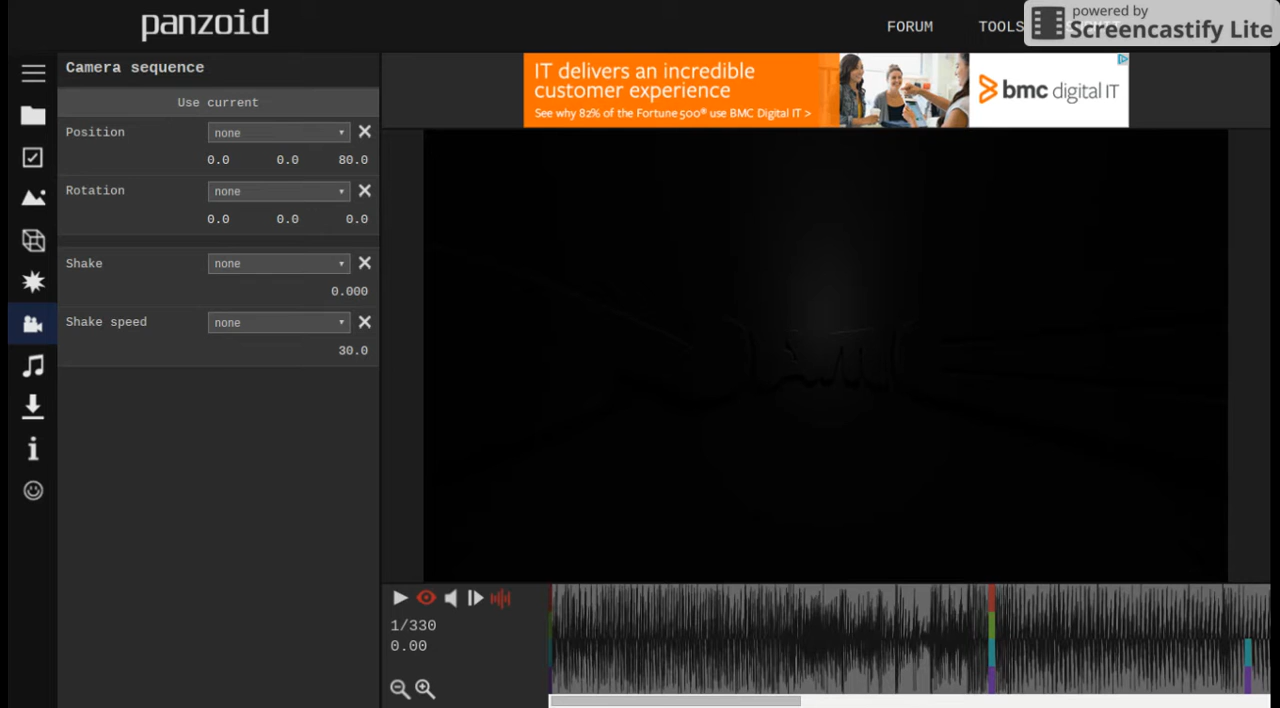 panzoid
FORUM
TOOLS
powered by
Screencastify Lite
Camera sequence
Use current
Position
none
0.0 0.0 80.0
Rotation
none
0.0 0.0 0.0
Shake
none
0.000
Shake speed
none
30.0
IT delivers an incredible
customer experience
See why 82% of the Fortune 500® use BMC Digital IT >
bmc digital IT
1/330
0.00